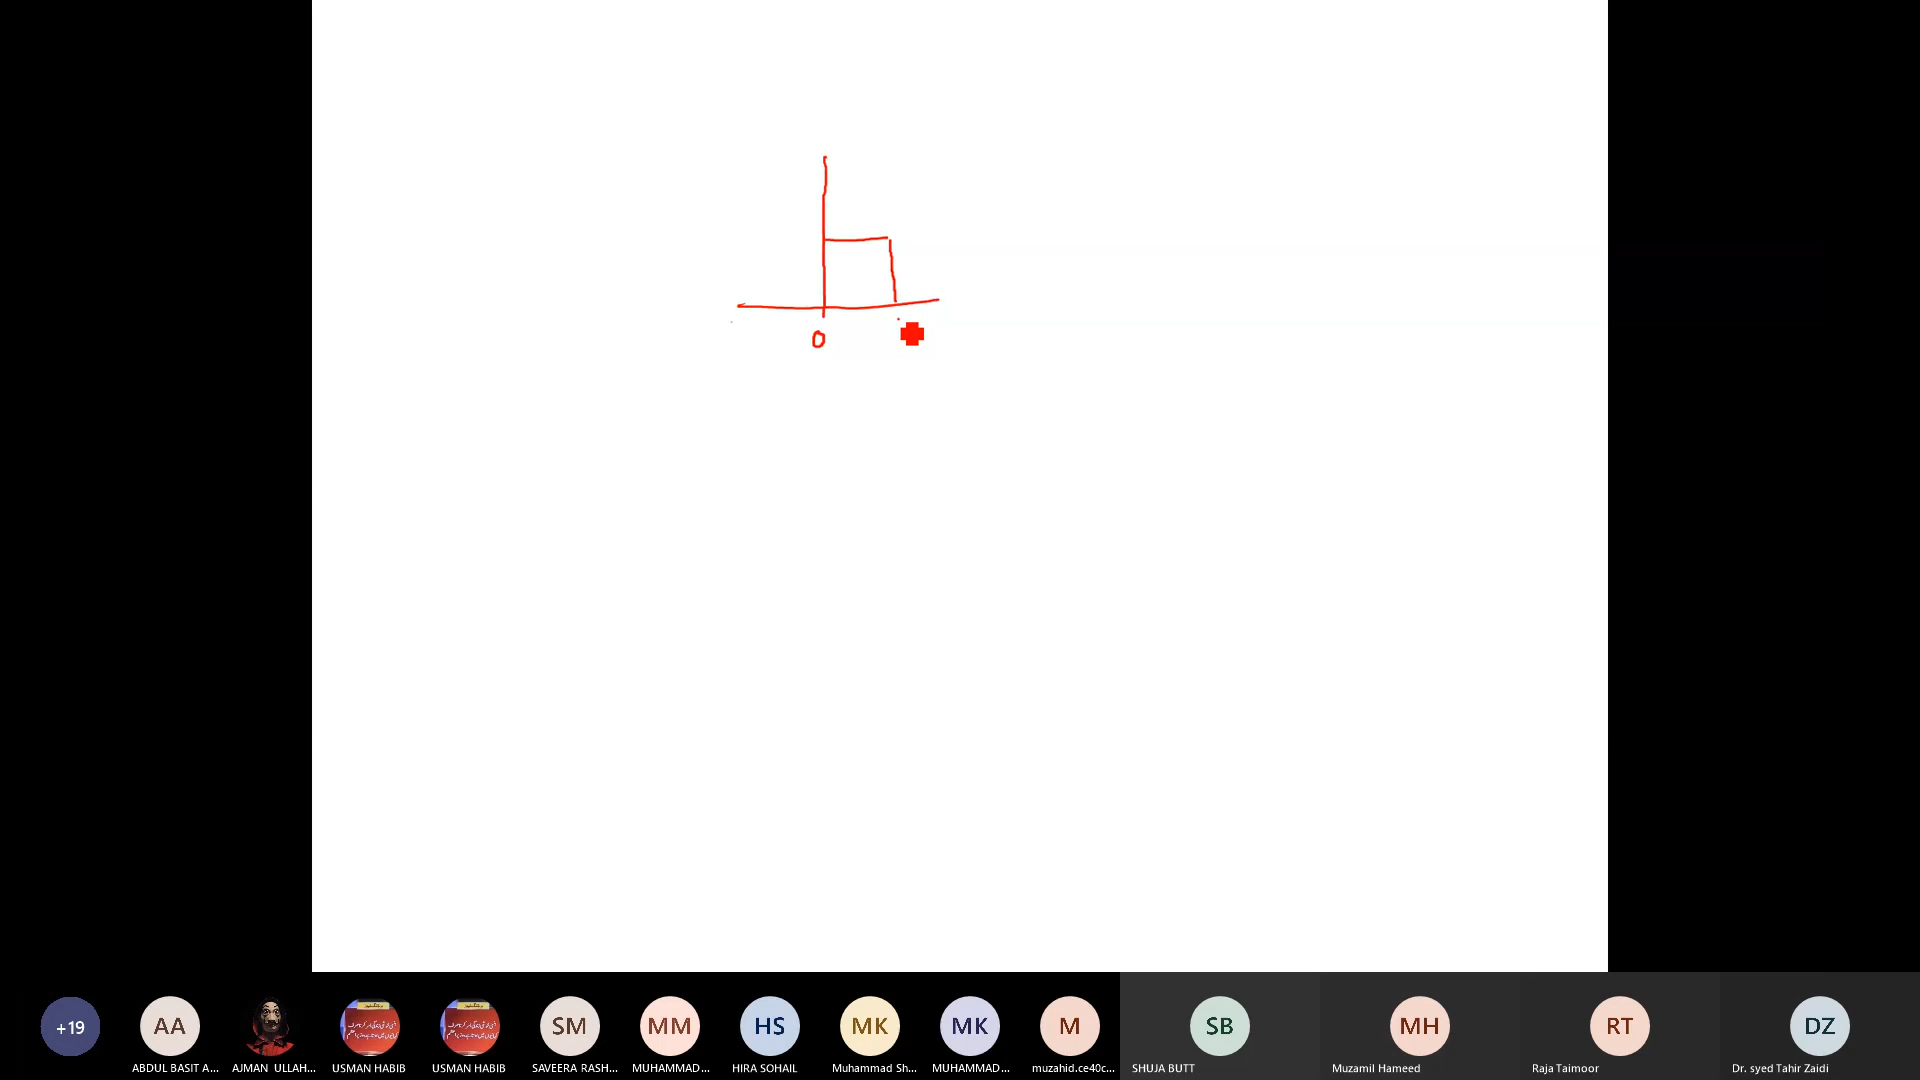 0
+19
AA
SM
MM
HS
MK
MK
M
SB
MH
RT
DZ
ABDUL BASIT A...
AJMAN ULLAH...
USMAN HABIB
USMAN HABIB
SAVEERA RASH...
MUHAMMAD...
HIRA SOHAIL
Muhammad Sh...
MUHAMMAD...
muzahid.ce40c...
SHUJA BUTT
Muzamil Hameed
Raja Taimoor
Dr. syed Tahir Zaidi